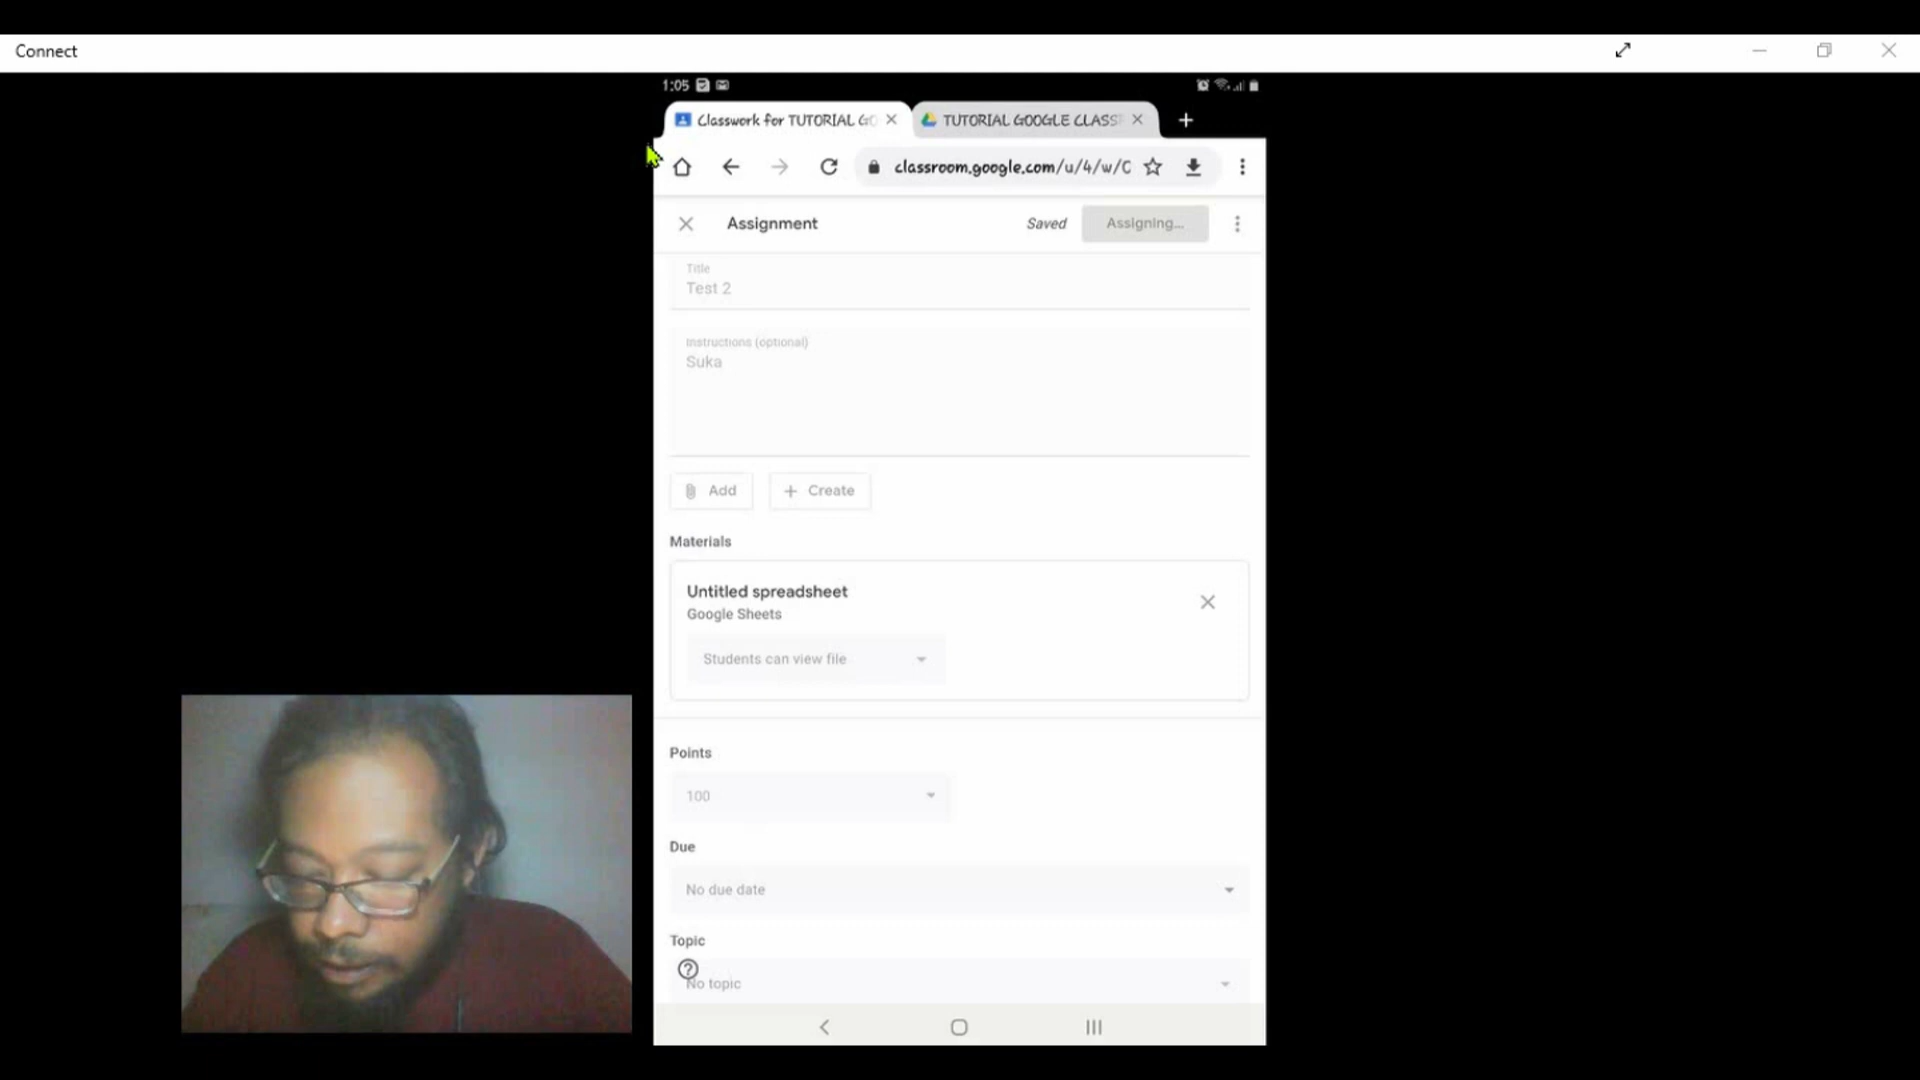 Connect
1:05
Classwork for TUTORIAL GO
TUTORIAL GOOGLE CLASS
classroom.google.com/u/4/w/C
Assignment
Saved
Assigning...
Title
Test 2
Instructions (optional)
Suka
Add
Create
Materials
Untitled spreadsheet
Google Sheets
Students can view file
Points
100
Due
No due date
Topic
No topic